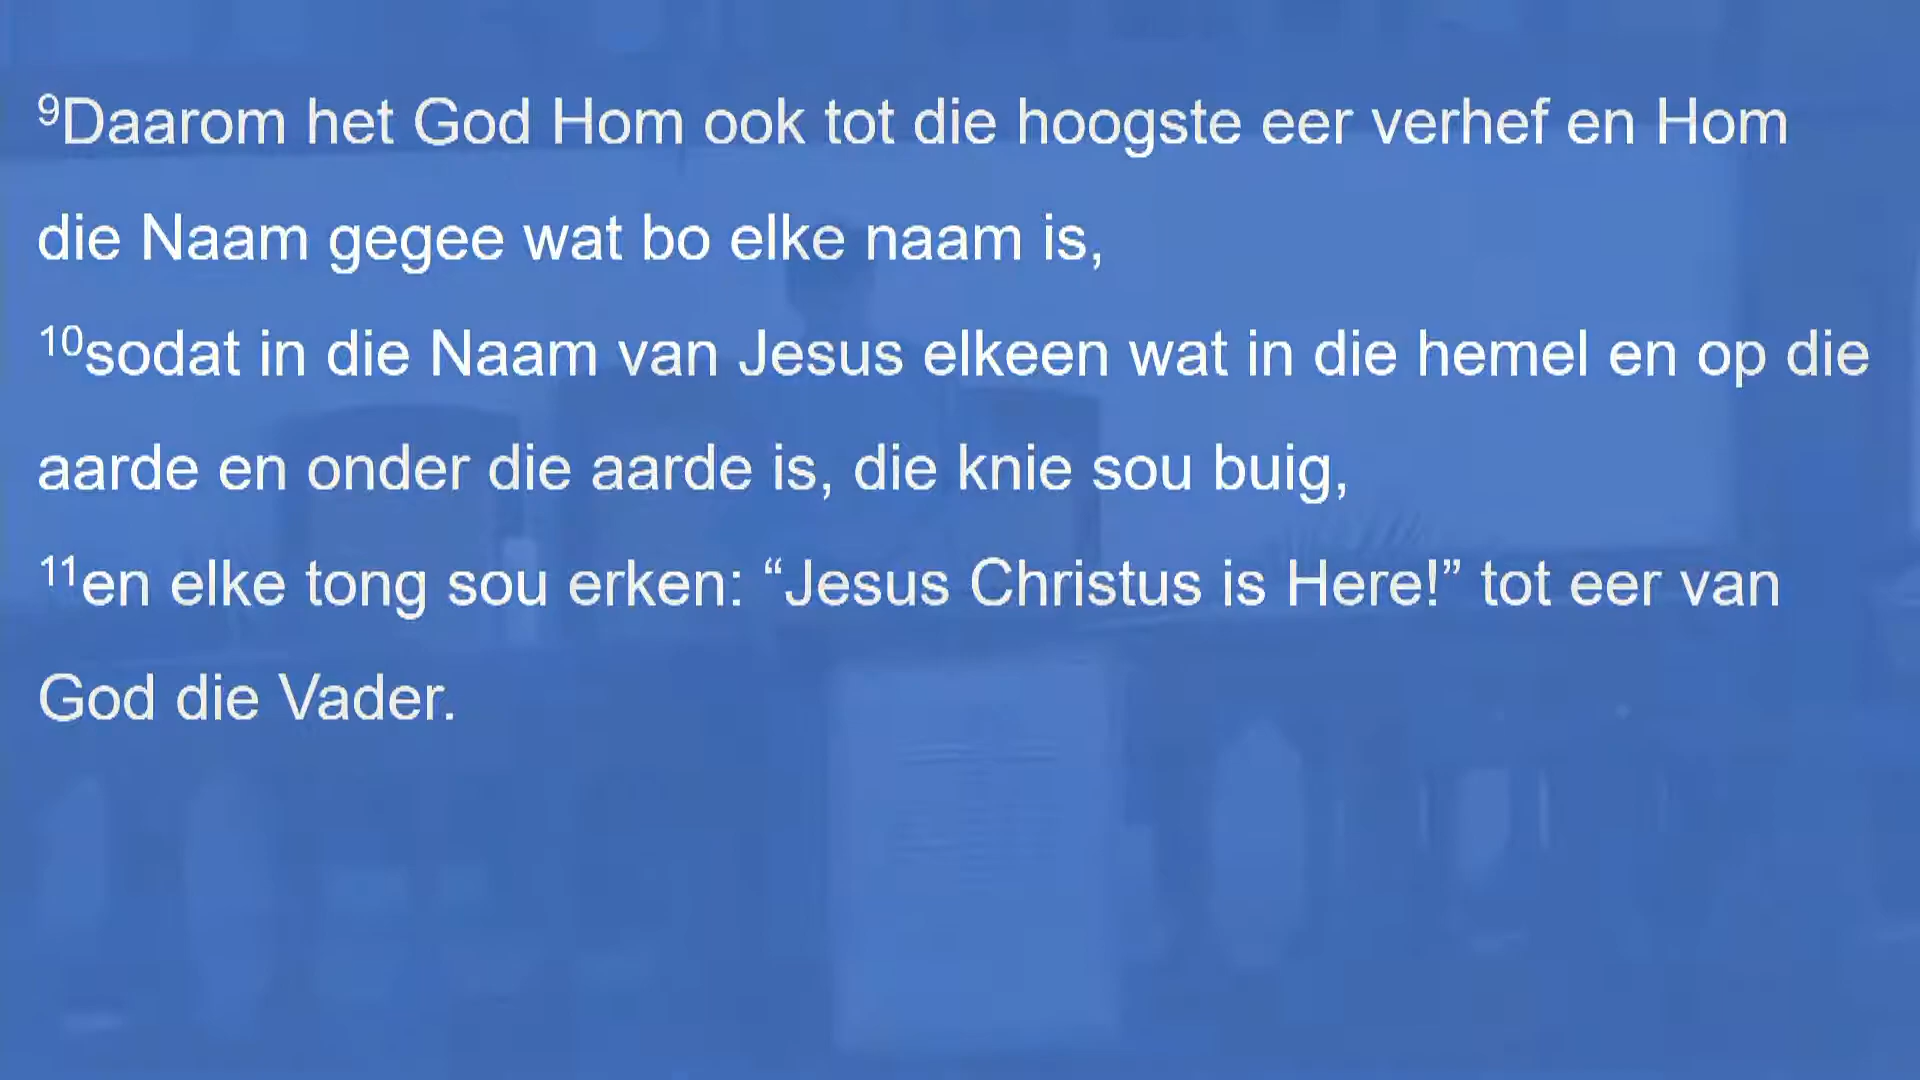 ⁹Daarom het God Hom ook tot die hoogste eer verhef en Hom
die Naam gegee wat bo elke naam is,
¹⁰sodat in die Naam van Jesus elkeen wat in die hemel en op die
aarde en onder die aarde is, die knie sou buig,
¹¹en elke tong sou erken: “Jesus Christus is Here!” tot eer van
God die Vader.